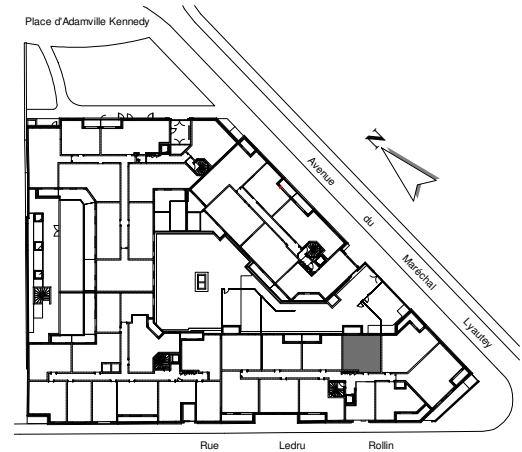 Place d'Adamville Kennedy
N
Avenue du Maréchal Lyautey
Rue Ledru Rollin